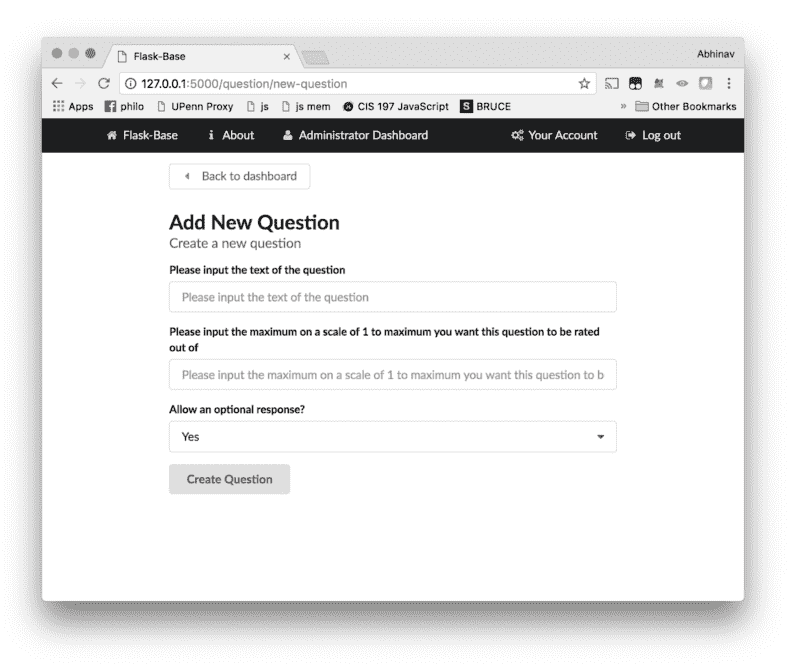 Flask-Base
Abhinav
127.0.0.1:5000/question/new-question
Apps philo UPenn Proxy js js mem CIS 197 JavaScript S BRUCE » Other Bookmarks
Flask-Base About Administrator Dashboard Your Account Log out
Back to dashboard
Add New Question
Create a new question
Please input the text of the question
Please input the text of the question
Please input the maximum on a scale of 1 to maximum you want this question to be rated
out of
Please input the maximum on a scale of 1 to maximum you want this question to b
Allow an optional response?
Yes
Create Question